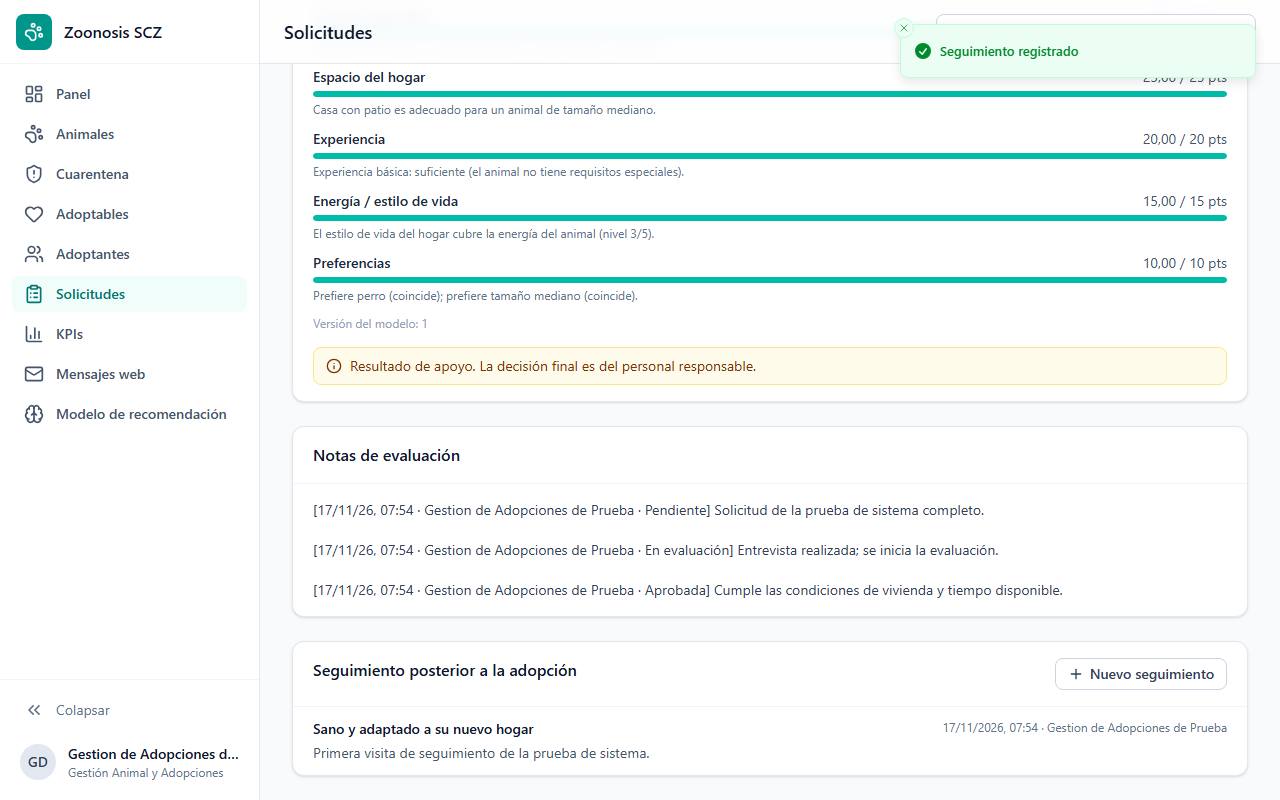 Zoonosis SCZ
Panel
Animales
Cuarentena
Adoptables
Adoptantes
Solicitudes
KPIs
Mensajes web
Modelo de recomendación
Colapsar
GD
Gestion de Adopciones d...
Gestión Animal y Adopciones
Solicitudes
Seguimiento registrado
Espacio del hogar
25,00 / 25 pts
Casa con patio es adecuado para un animal de tamaño mediano.
Experiencia
20,00 / 20 pts
Experiencia básica: suficiente (el animal no tiene requisitos especiales).
Energía / estilo de vida
15,00 / 15 pts
El estilo de vida del hogar cubre la energía del animal (nivel 3/5).
Preferencias
10,00 / 10 pts
Prefiere perro (coincide); prefiere tamaño mediano (coincide).
Versión del modelo: 1
Resultado de apoyo. La decisión final es del personal responsable.
Notas de evaluación
[17/11/26, 07:54 · Gestion de Adopciones de Prueba · Pendiente] Solicitud de la prueba de sistema completo.
[17/11/26, 07:54 · Gestion de Adopciones de Prueba · En evaluación] Entrevista realizada; se inicia la evaluación.
[17/11/26, 07:54 · Gestion de Adopciones de Prueba · Aprobada] Cumple las condiciones de vivienda y tiempo disponible.
Seguimiento posterior a la adopción
Nuevo seguimiento
Sano y adaptado a su nuevo hogar
17/11/2026, 07:54 · Gestion de Adopciones de Prueba
Primera visita de seguimiento de la prueba de sistema.